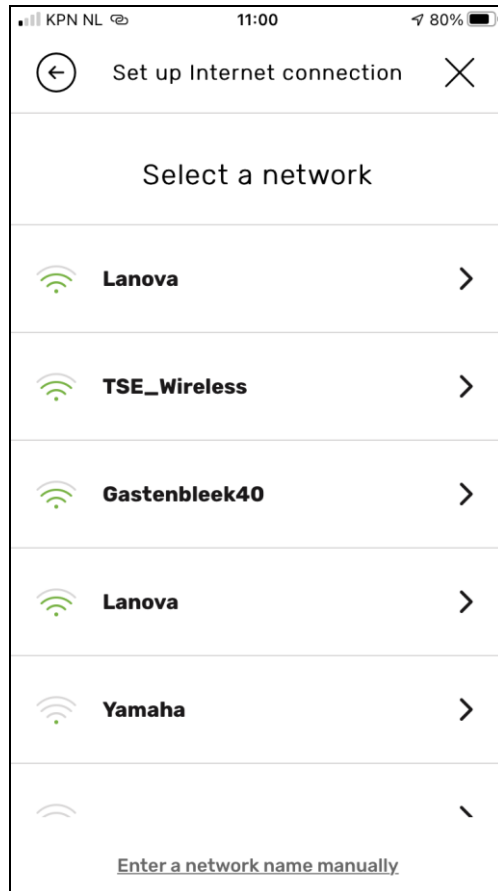 KPN NL 11:00 80%
Set up Internet connection
Select a network
Lanova
TSE_Wireless
Gastenbleek40
Lanova
Yamaha
Enter a network name manually